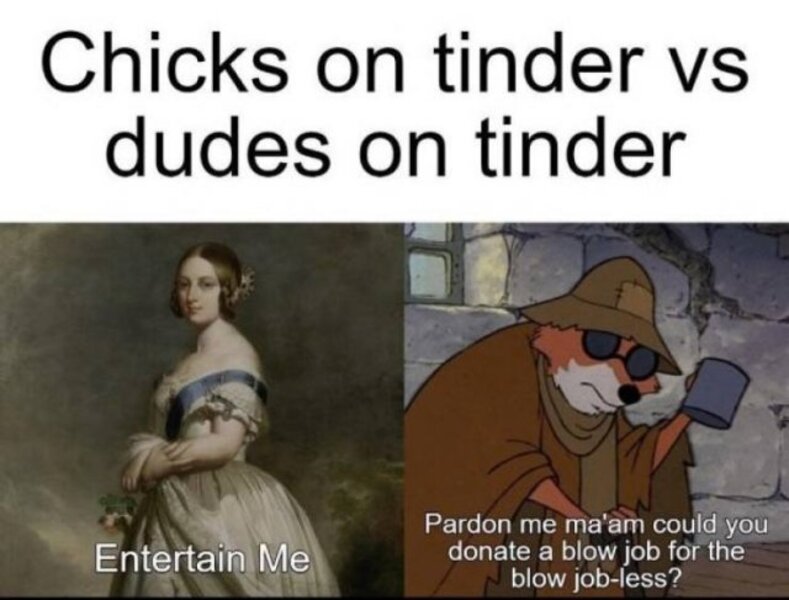 Chicks on tinder vs
dudes on tinder
Entertain Me
Pardon me ma'am could you
donate a blow job for the
blow job-less?